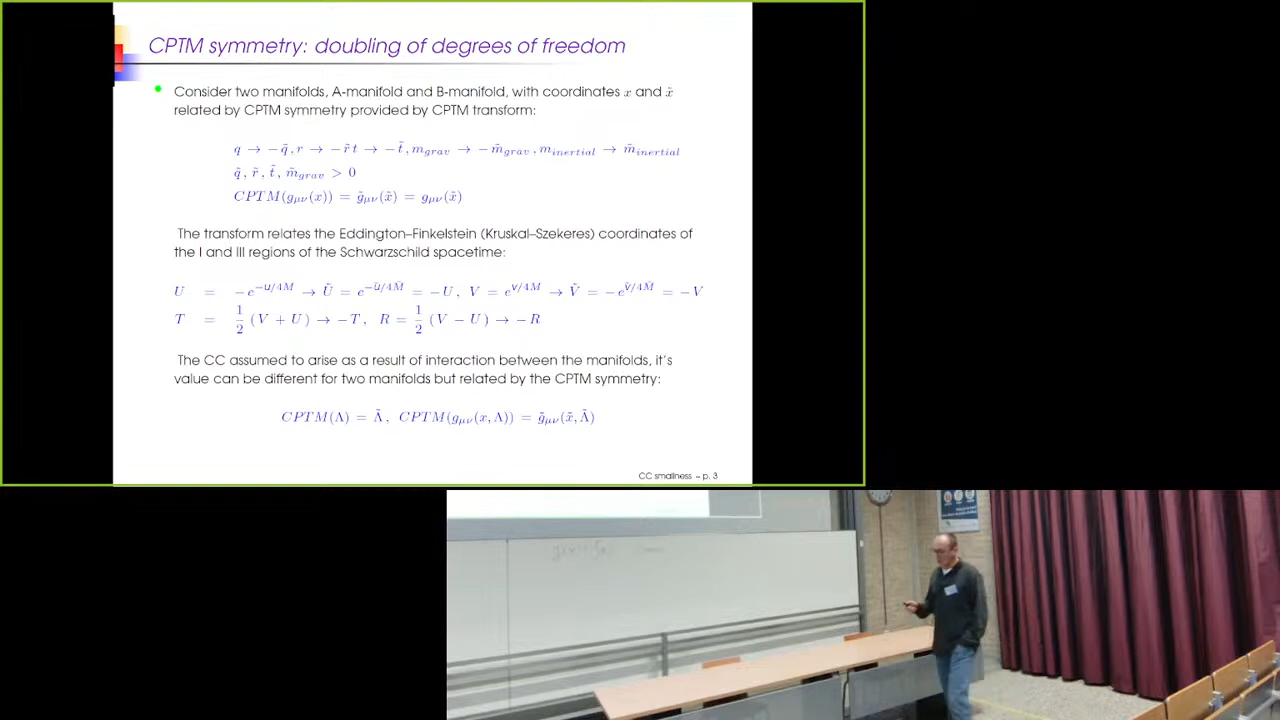 CPTM symmetry: doubling of degrees of freedom
Consider two manifolds, A-manifold and B-manifold, with coordinates x and x̃
related by CPTM symmetry provided by CPTM transform:
q → − q̃ , r → − r̃ t → − t̃ , m_grav → − m̃_grav , m_inertial → m̃_inertial
q̃ , r̃ , t̃ , m̃_grav > 0
CPTM(g_μν(x)) = g̃_μν(x̃) = g_μν(x̃)
The transform relates the Eddington–Finkelstein (Kruskal–Szekeres) coordinates of
the I and III regions of the Schwarzschild spacetime:
U = − e^{−u/4M} → Ũ = e^{−ũ/4M̃} = − U , V = e^{v/4M} → Ṽ = − e^{ṽ/4M̃} = − V
T = 1/2 ( V + U ) → − T , R = 1/2 ( V − U ) → − R
The CC assumed to arise as a result of interaction between the manifolds, it's
value can be different for two manifolds but related by the CPTM symmetry:
CPTM(Λ) = Λ̃ , CPTM(g_μν(x, Λ)) = g̃_μν(x̃, Λ̃)
CC smallness – p. 3